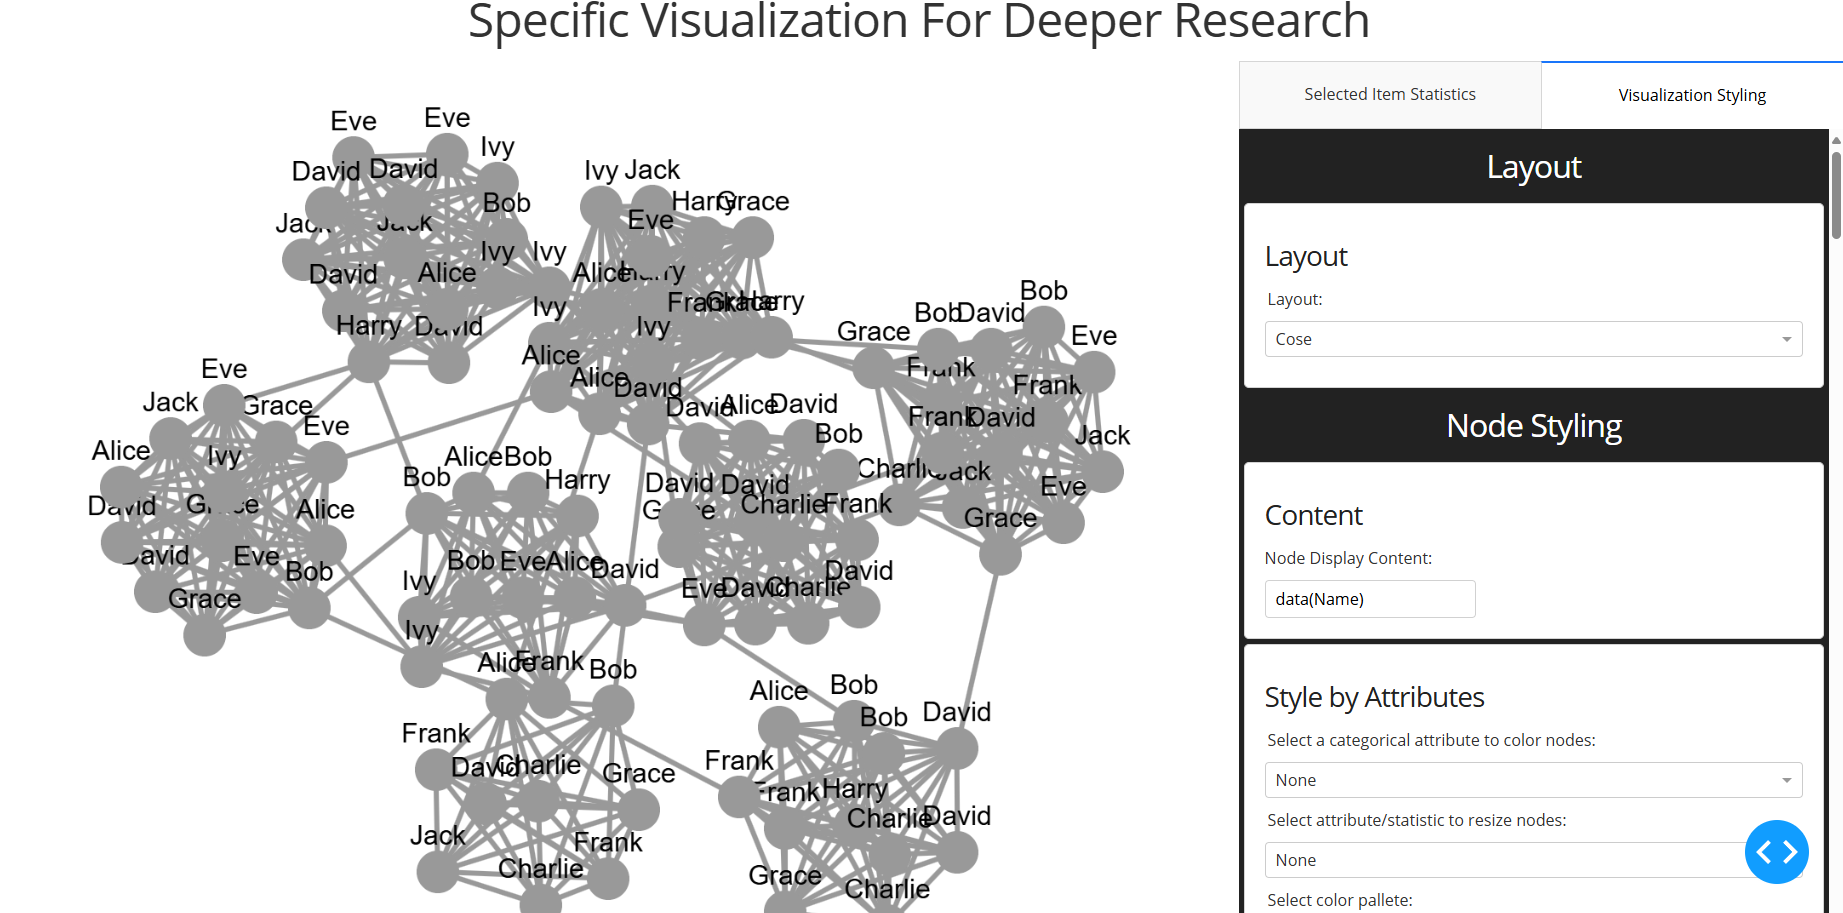 Specific Visualization For Deeper Research
Selected Item Statistics
Visualization Styling
Layout
Layout
Layout:
Cose
Node Styling
Content
Node Display Content:
data(Name)
Style by Attributes
Select a categorical attribute to color nodes:
None
Select attribute/statistic to resize nodes:
None
Select color pallete:
Eve
Eve
Ivy
David
David
Bob
Jack
Jack
Ivy
Ivy
David
Alice
Harry
David
Ivy
Jack
Harry
Grace
Eve
Alice
Harry
Frank
Grace
Harry
Ivy
Ivy
Alice
Alice
David
Grace
Bob
David
Bob
Eve
Frank
Frank
Frank
David
Jack
Charlie
Jack
Eve
Grace
Eve
Jack
Grace
Eve
Alice
Ivy
David
Grace
Alice
David
Eve
Bob
Grace
David
Alice
David
Bob
David
David
Grace
Charlie
Frank
Eve
David
Charlie
David
Bob
Alice
Bob
Harry
Ivy
Bob
Eve
Alice
David
Ivy
Alice
Frank
Bob
Frank
David
Charlie
Grace
Jack
Frank
Charlie
Alice
Bob
Bob
David
Frank
Frank
Harry
Charlie
David
Grace
Charlie